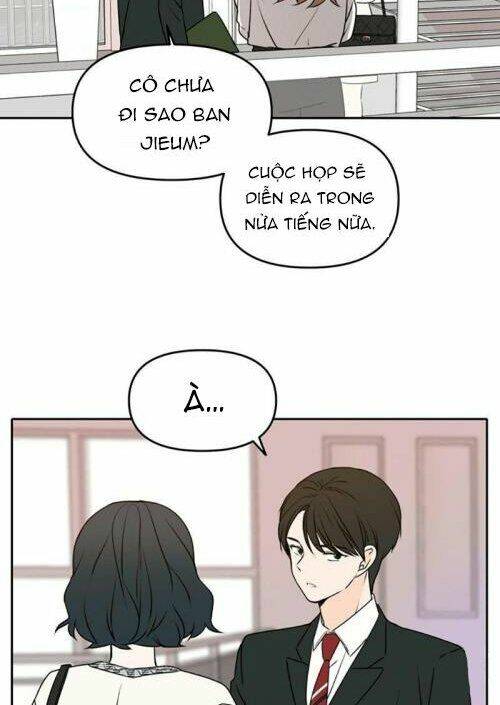 CÔ CHƯA
ĐI SAO BAN
JIEUM?
CUỘC HỌP SẼ
DIỄN RA TRONG
NỬA TIẾNG NỮA.
À...